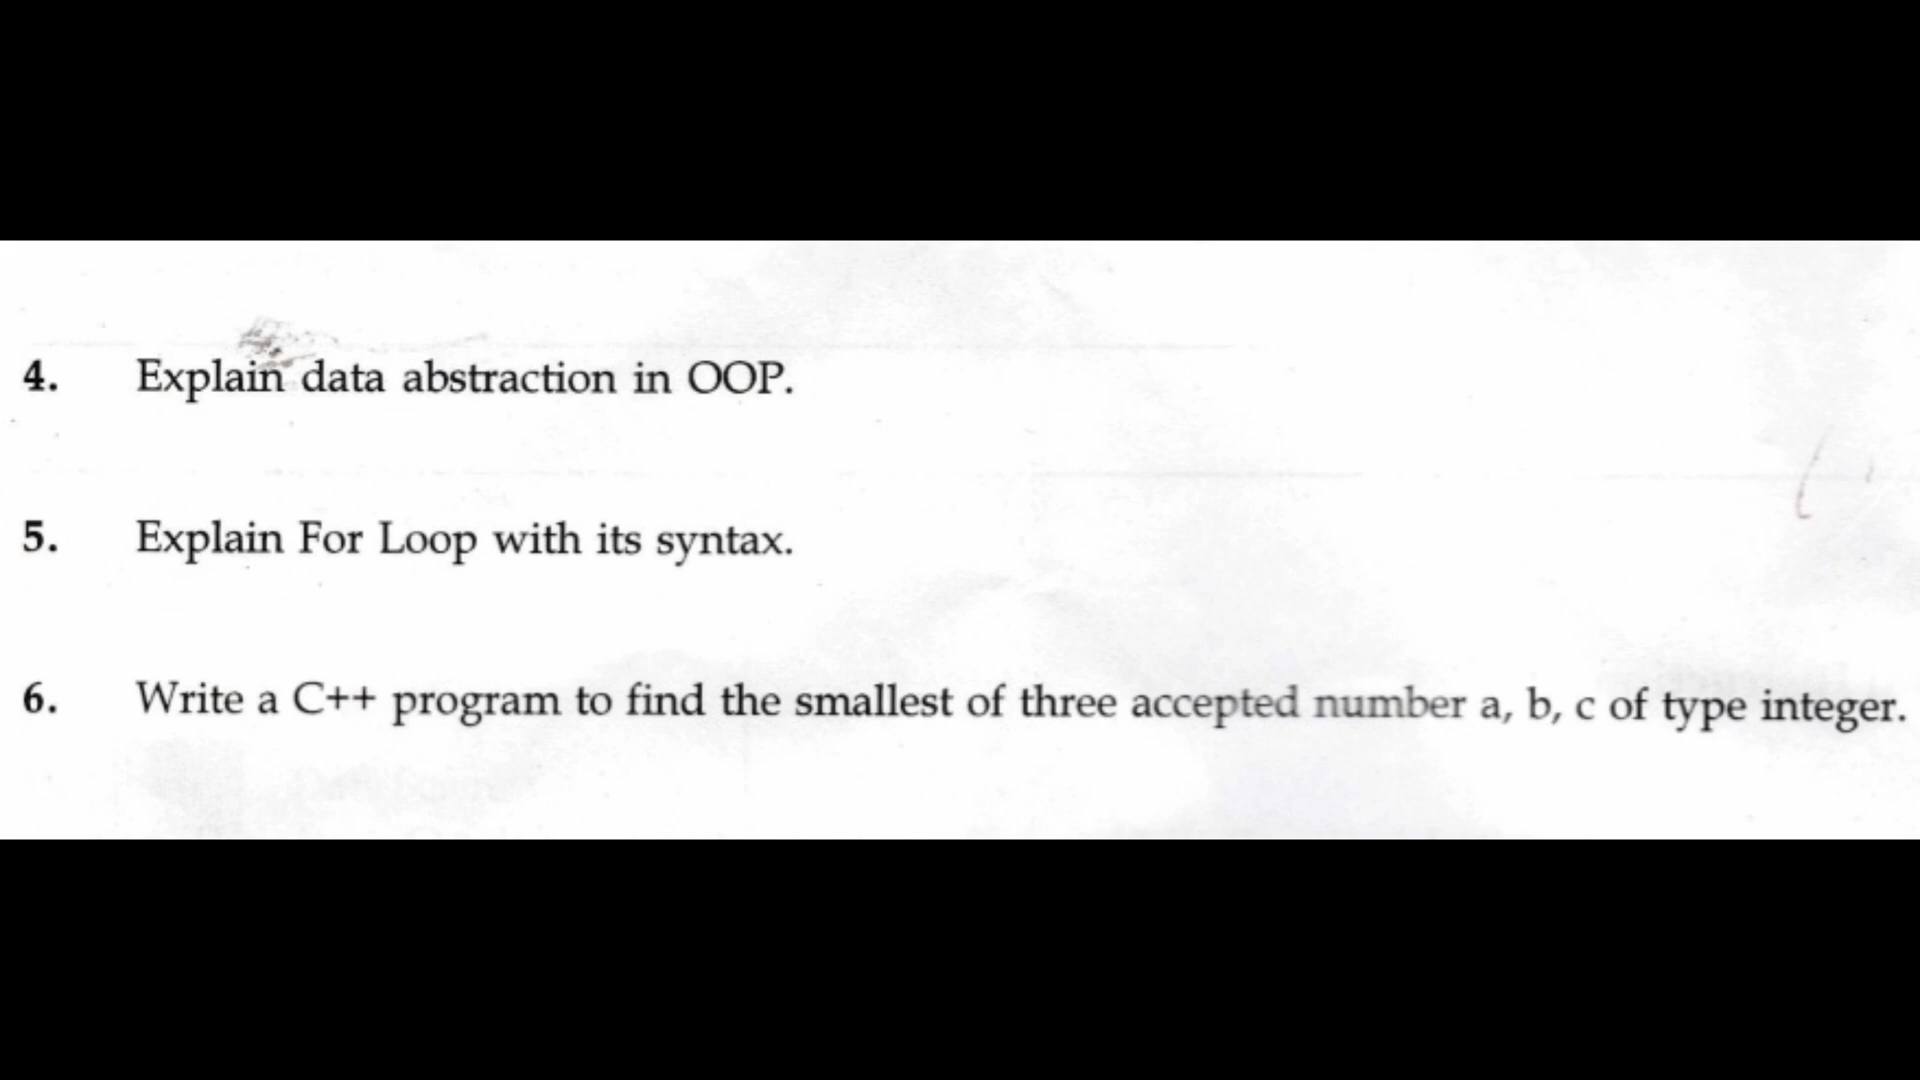 4. Explain data abstraction in OOP.
5. Explain For Loop with its syntax.
6. Write a C++ program to find the smallest of three accepted number a, b, c of type integer.